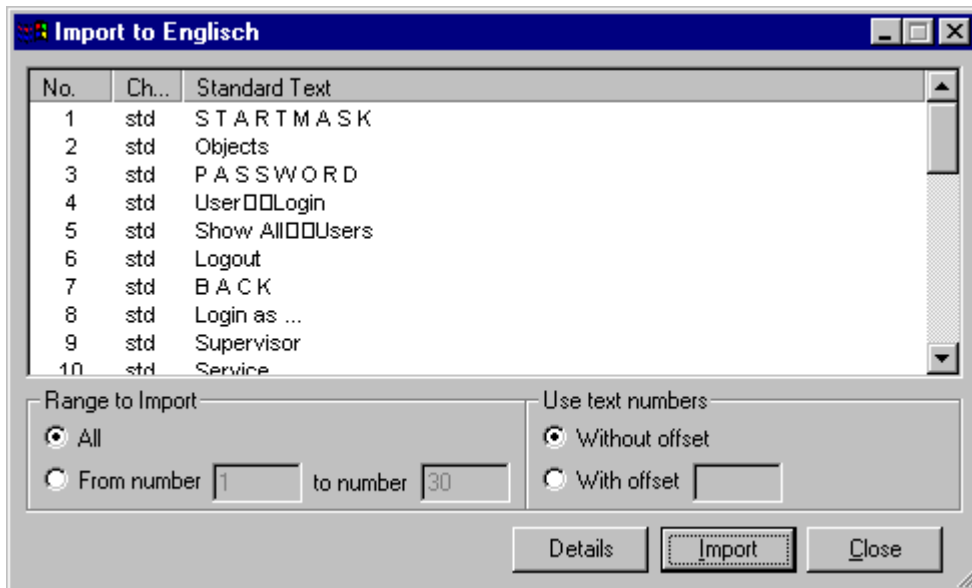 Import to Englisch
No. Ch... Standard Text
1 std S T A R T M A S K
2 std Objects
3 std P A S S W O R D
4 std User□□Login
5 std Show All□□Users
6 std Logout
7 std B A C K
8 std Login as ...
9 std Supervisor
10 std Service
Range to Import
All
From number 1 to number 30
Use text numbers
Without offset
With offset
Details Import Close